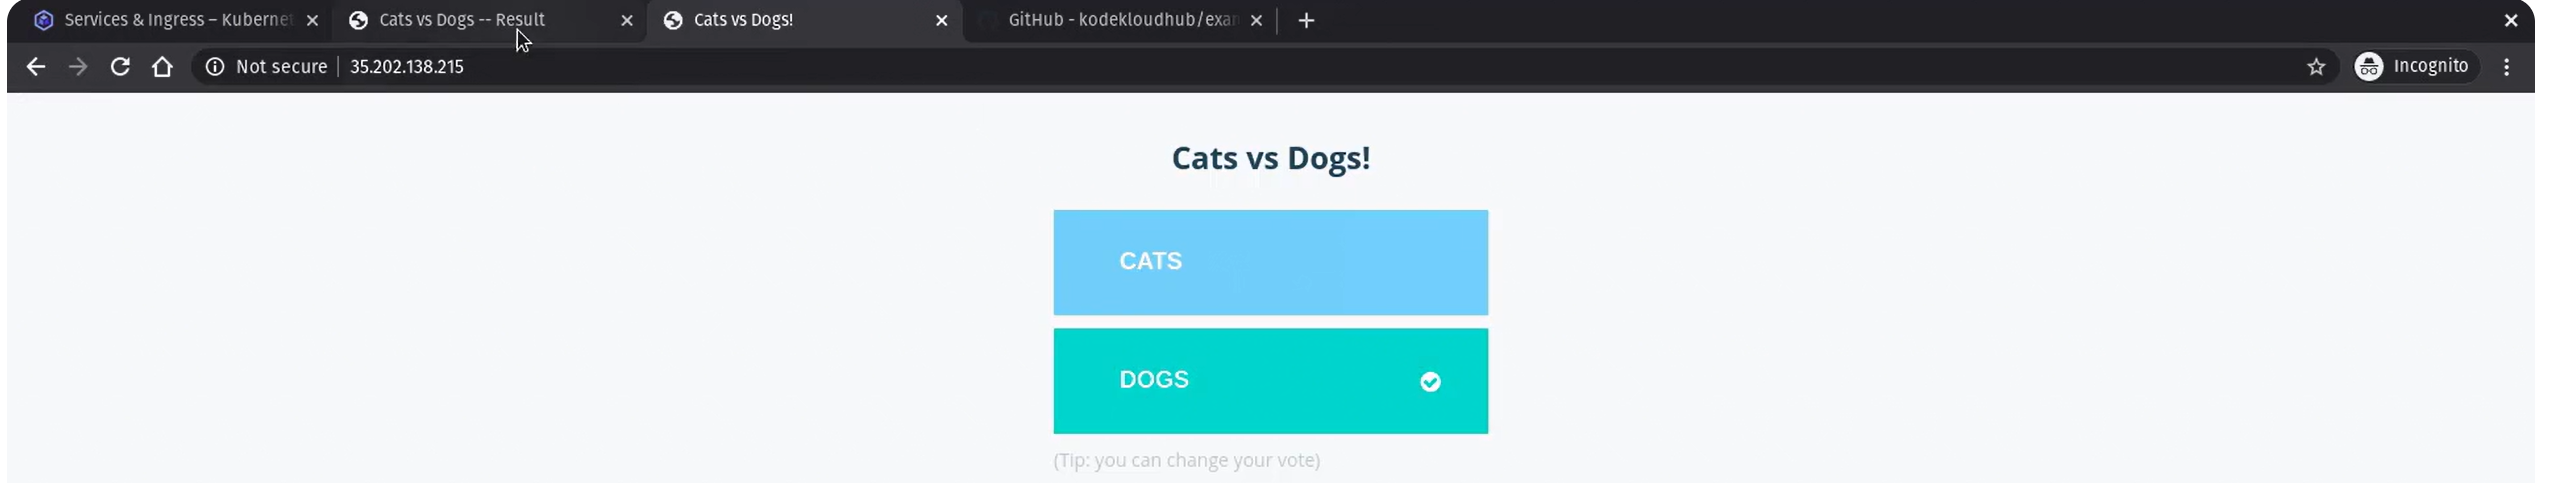 Services & Ingress – Kubernet
Cats vs Dogs -- Result
Cats vs Dogs!
GitHub - kodekloudhub/exam
Not secure
35.202.138.215
Incognito
Cats vs Dogs!
CATS
DOGS
(Tip: you can change your vote)